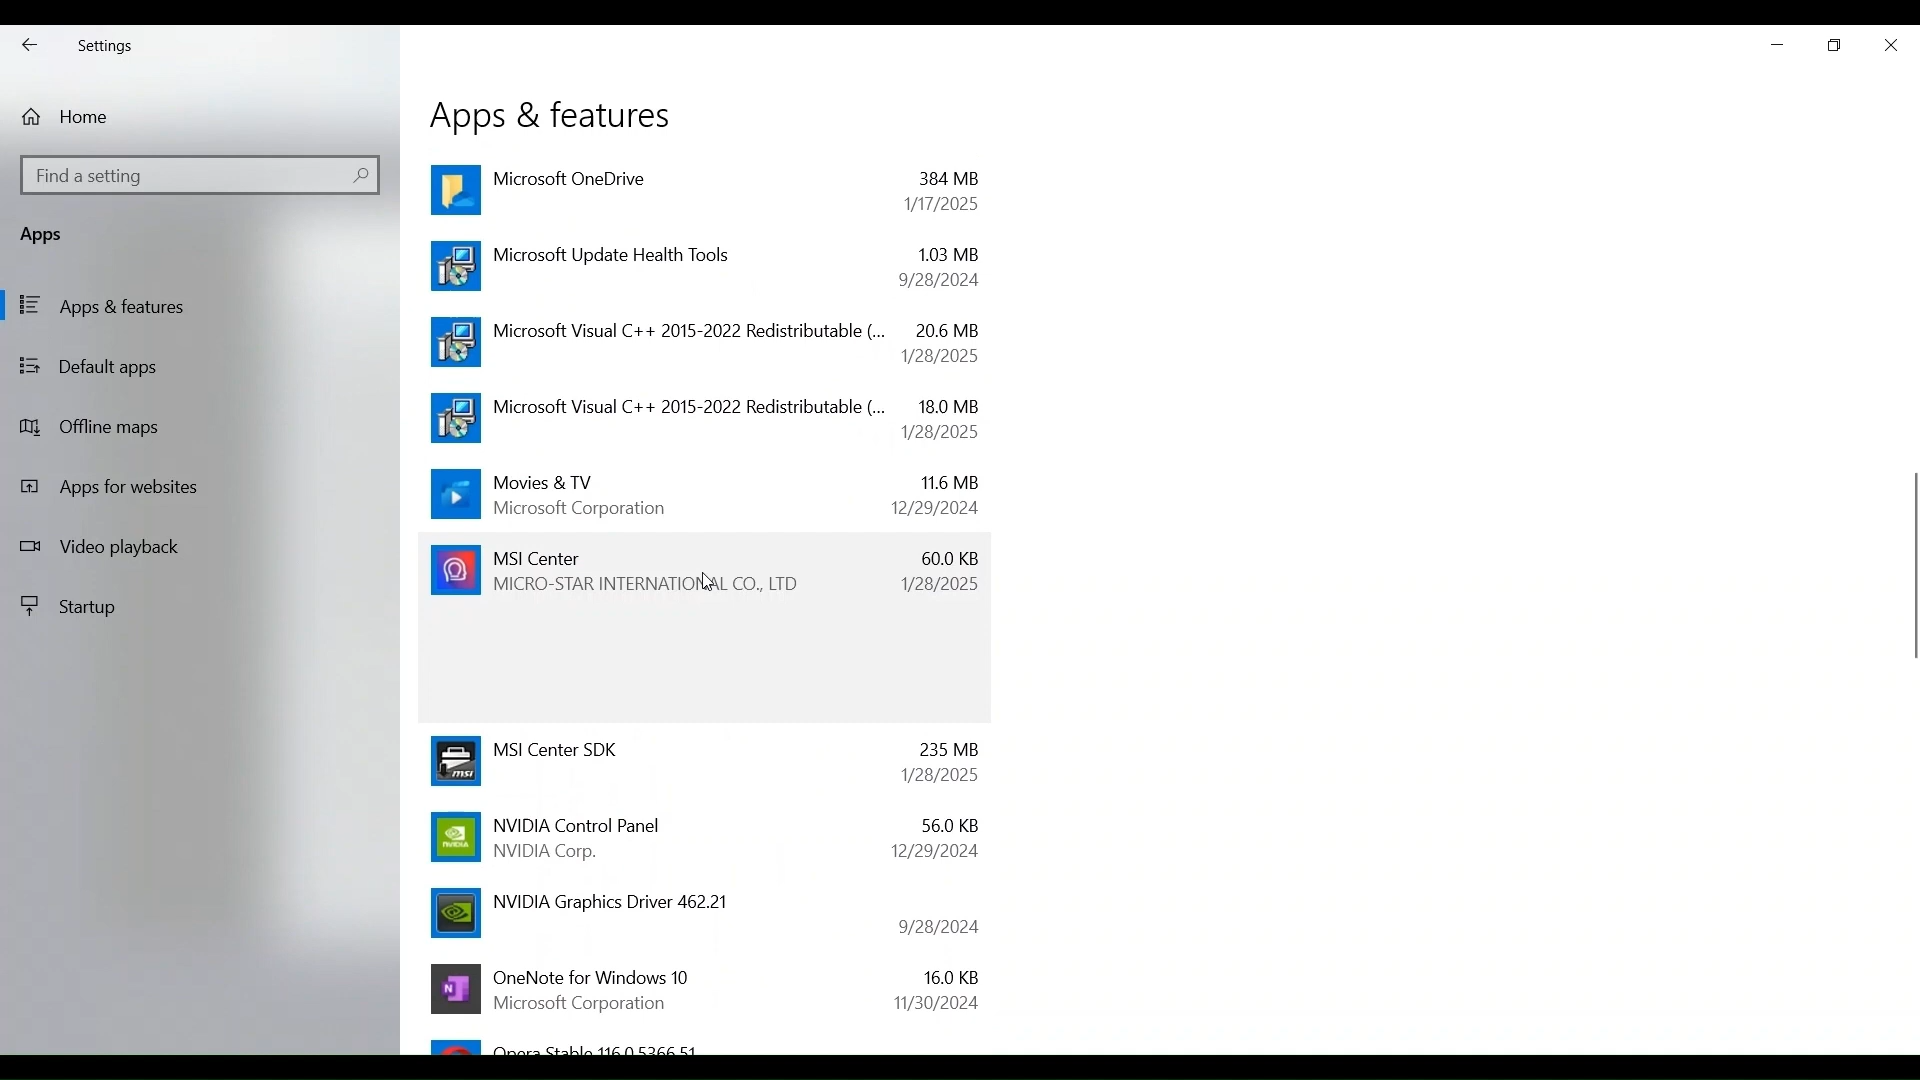 Settings
Home
Find a setting
Apps
Apps & features
Default apps
Offline maps
Apps for websites
Video playback
Startup
Apps & features
Microsoft OneDrive 384 MB
1/17/2025
Microsoft Update Health Tools 1.03 MB
9/28/2024
Microsoft Visual C++ 2015-2022 Redistributable (... 20.6 MB
1/28/2025
Microsoft Visual C++ 2015-2022 Redistributable (... 18.0 MB
1/28/2025
Movies & TV 11.6 MB
Microsoft Corporation 12/29/2024
MSI Center 60.0 KB
MICRO-STAR INTERNATIONAL CO., LTD 1/28/2025
MSI Center SDK 235 MB
1/28/2025
NVIDIA Control Panel 56.0 KB
NVIDIA Corp. 12/29/2024
NVIDIA Graphics Driver 462.21
9/28/2024
OneNote for Windows 10 16.0 KB
Microsoft Corporation 11/30/2024
Opera Stable 116.0.5366.51